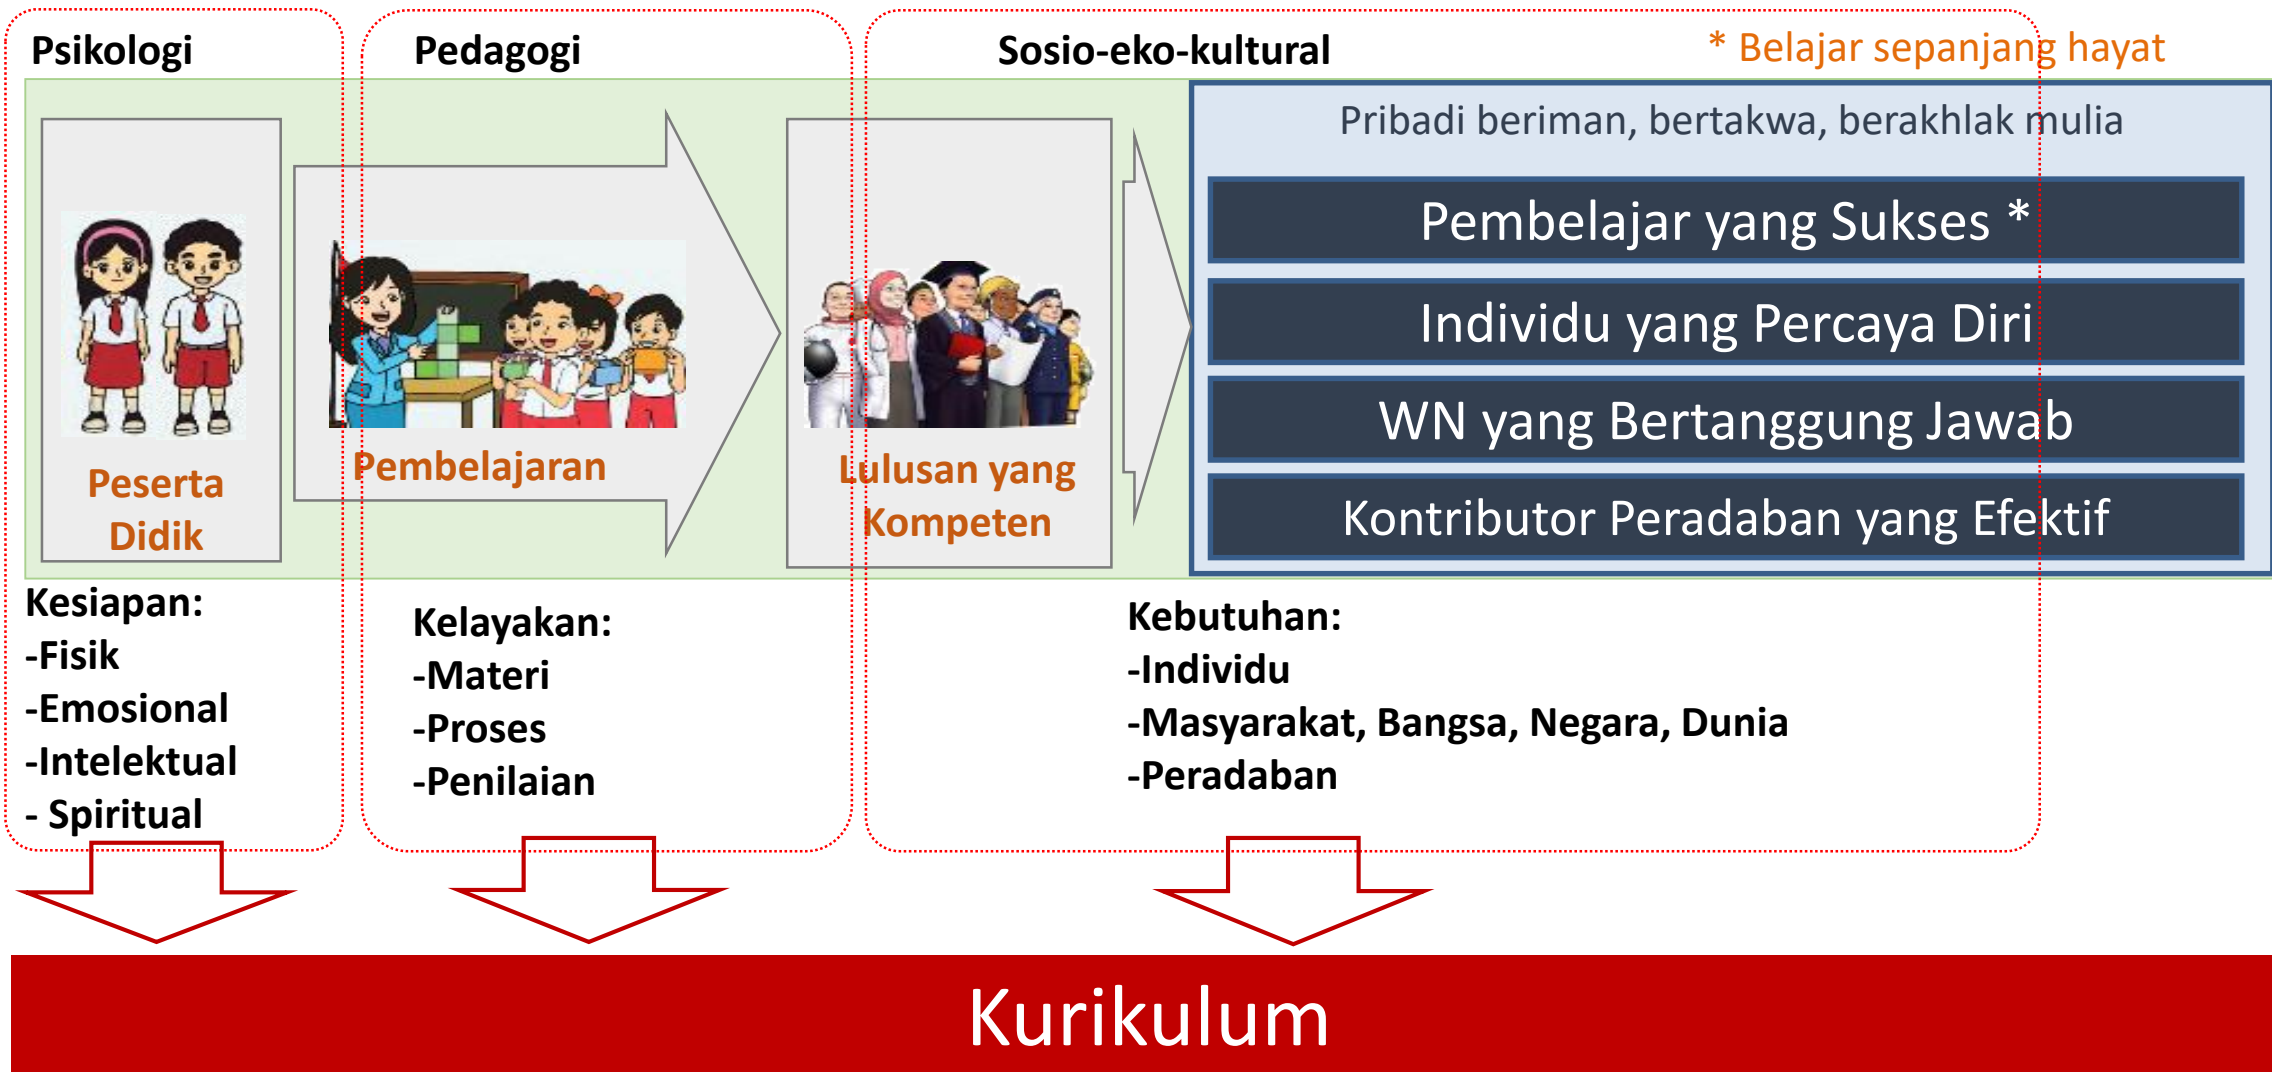 Psikologi
Pedagogi
Sosio-eko-kultural
* Belajar sepanjang hayat
Peserta
Didik
Pembelajaran
Lulusan yang
Kompeten
Pribadi beriman, bertakwa, berakhlak mulia
Pembelajar yang Sukses *
Individu yang Percaya Diri
WN yang Bertanggung Jawab
Kontributor Peradaban yang Efektif
Kesiapan:
-Fisik
-Emosional
-Intelektual
- Spiritual
Kelayakan:
-Materi
-Proses
-Penilaian
Kebutuhan:
-Individu
-Masyarakat, Bangsa, Negara, Dunia
-Peradaban
Kurikulum